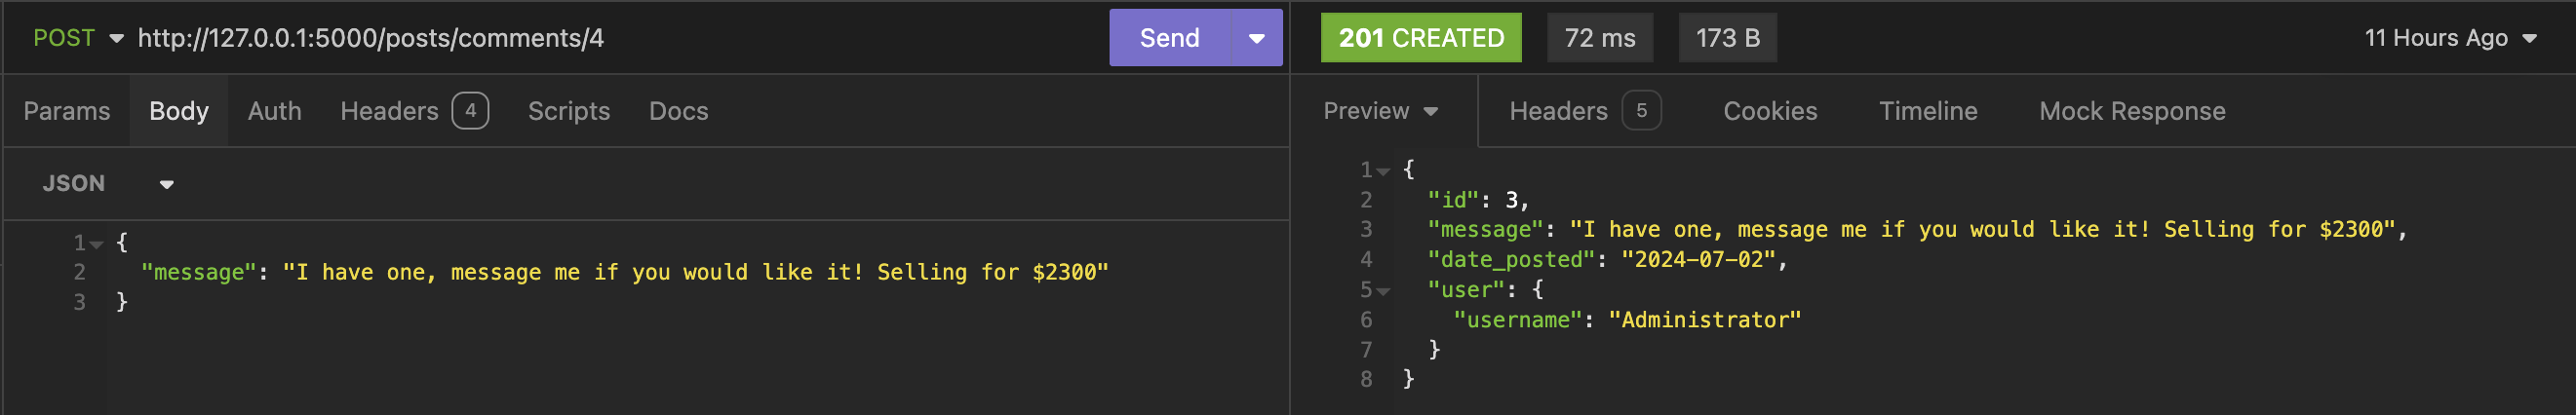 POST http://127.0.0.1:5000/posts/comments/4 Send
201 CREATED 72 ms 173 B 11 Hours Ago
Params Body Auth Headers 4 Scripts Docs
Preview Headers 5 Cookies Timeline Mock Response
JSON
1 {
2 "message": "I have one, message me if you would like it! Selling for $2300"
3 }
1 {
2 "id": 3,
3 "message": "I have one, message me if you would like it! Selling for $2300",
4 "date_posted": "2024-07-02",
5 "user": {
6 "username": "Administrator"
7 }
8 }